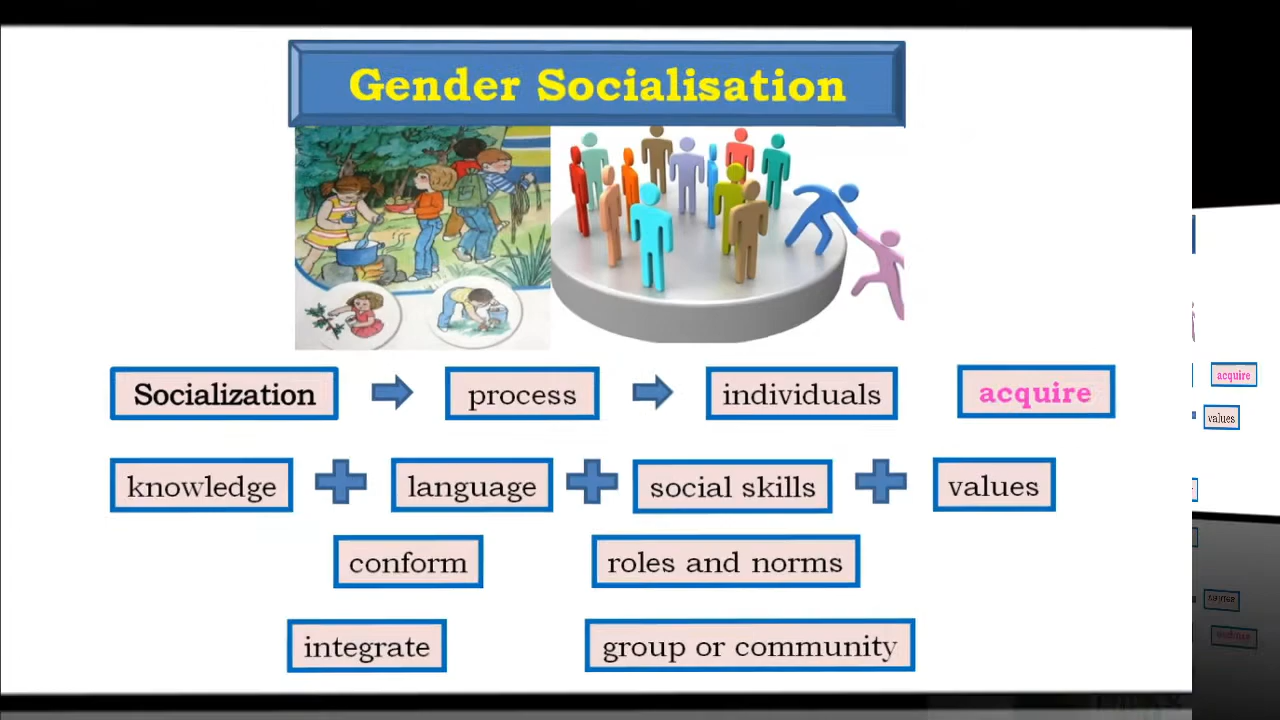 Gender Socialisation
Socialization process individuals acquire
knowledge language social skills values
conform roles and norms
integrate group or community
acquire
values